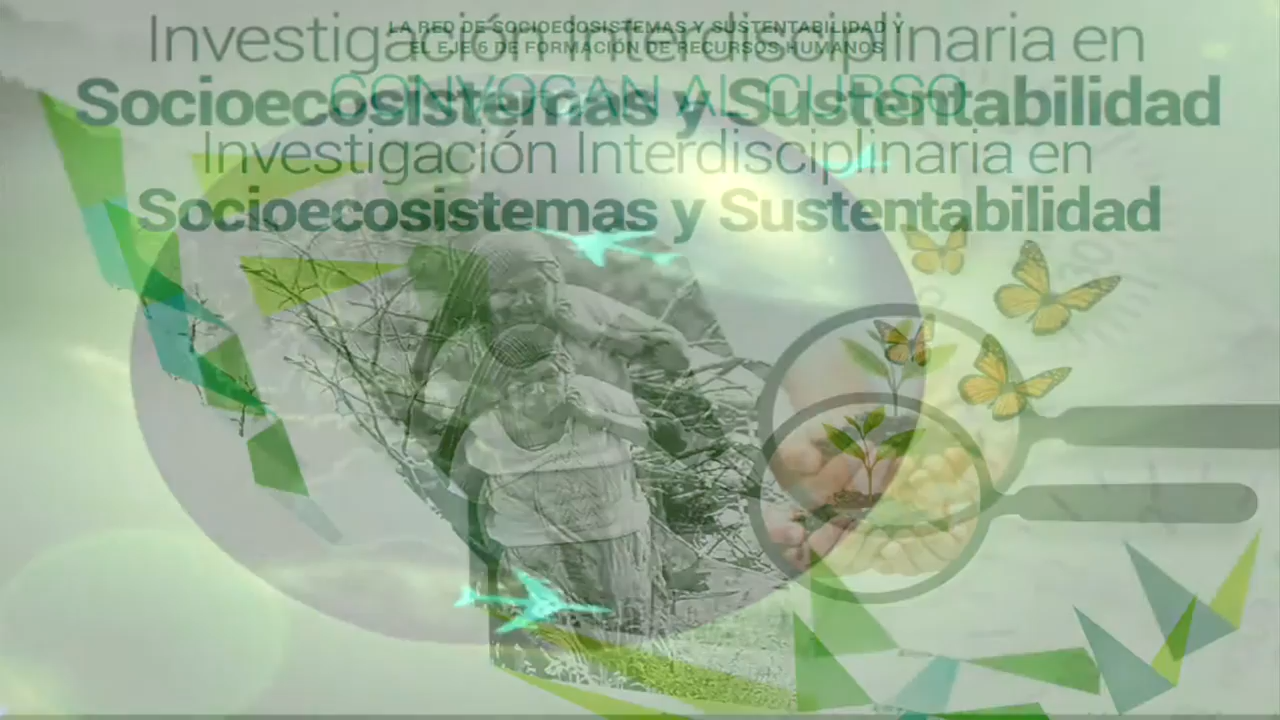 LA RED DE SOCIOECOSISTEMAS Y SUSTENTABILIDAD Y
EL EJE 6 DE FORMACIÓN DE RECURSOS HUMANOS
Investigación Interdisciplinaria en
CONVOCAN AL CURSO
Socioecosistemas y Sustentabilidad
Investigación Interdisciplinaria en
Socioecosistemas y Sustentabilidad